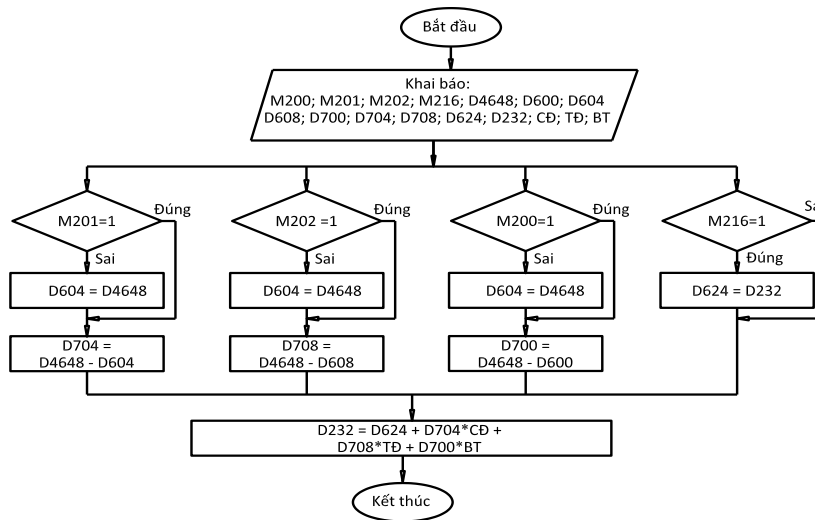 Bắt đầu
Khai báo:
M200; M201; M202; M216; D4648; D600; D604
D608; D700; D704; D708; D624; D232; CĐ; TĐ; BT
M201=1
Đúng
Sai
D604 = D4648
D704 =
D4648 - D604
M202 =1
Đúng
Sai
D604 = D4648
D708 =
D4648 - D608
M200=1
Đúng
Sai
D604 = D4648
D700 =
D4648 - D600
M216=1
Đúng
D624 = D232
D232 = D624 + D704*CĐ +
D708*TĐ + D700*BT
Kết thúc